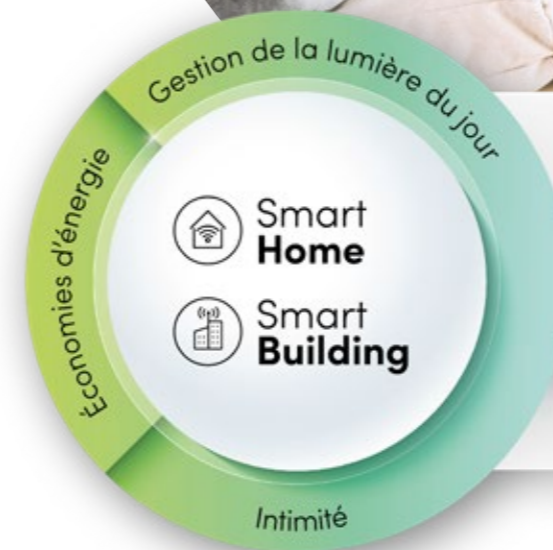 Gestion de la lumière du jour
Économies d'énergie
Smart
Home
Smart
Building
Intimité